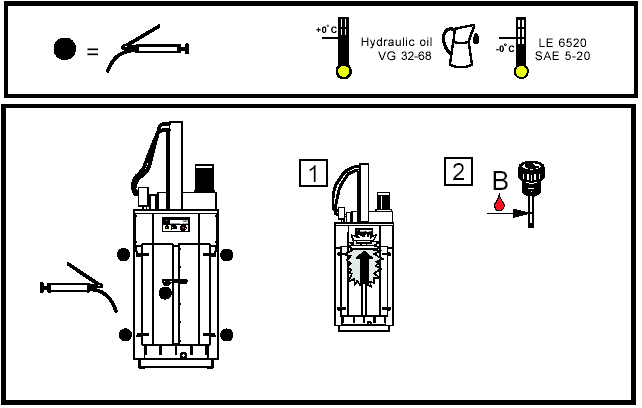 +0°C
Hydraulic oil
VG 32-68
-0°C
LE 6520
SAE 5-20
=
1
2
B